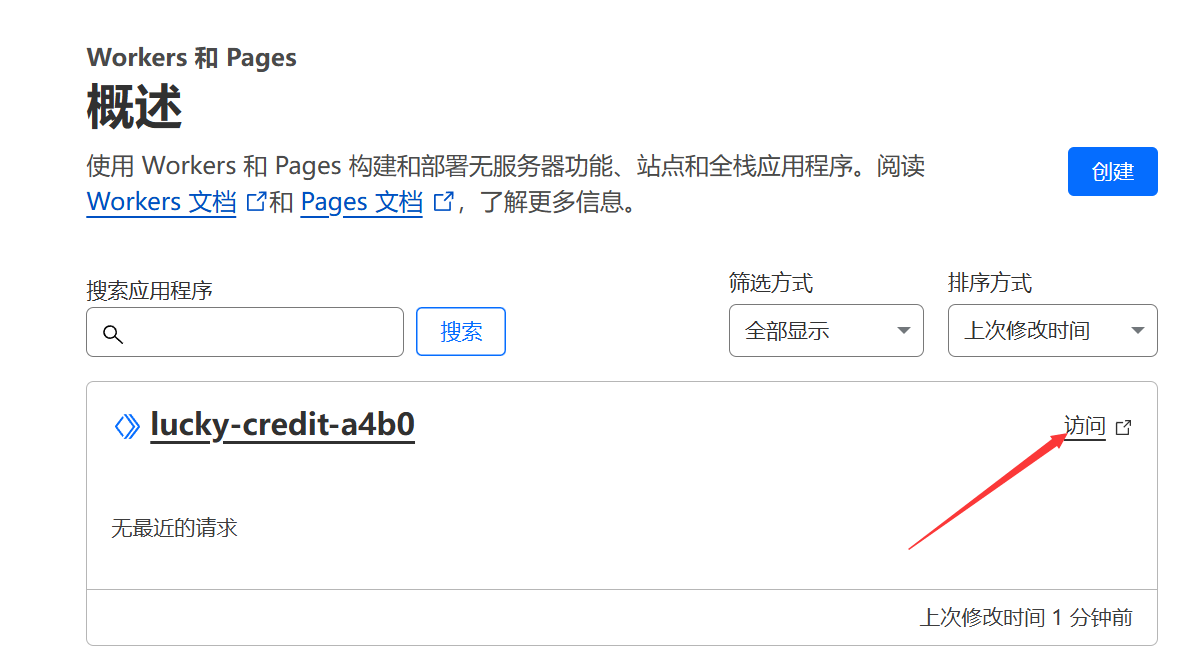 Workers 和 Pages
概述
使用 Workers 和 Pages 构建和部署无服务器功能、站点和全栈应用程序。阅读
Workers 文档 和 Pages 文档 ，了解更多信息。
创建
搜索应用程序
搜索
筛选方式
全部显示
排序方式
上次修改时间
lucky-credit-a4b0
访问
无最近的请求
上次修改时间 1 分钟前